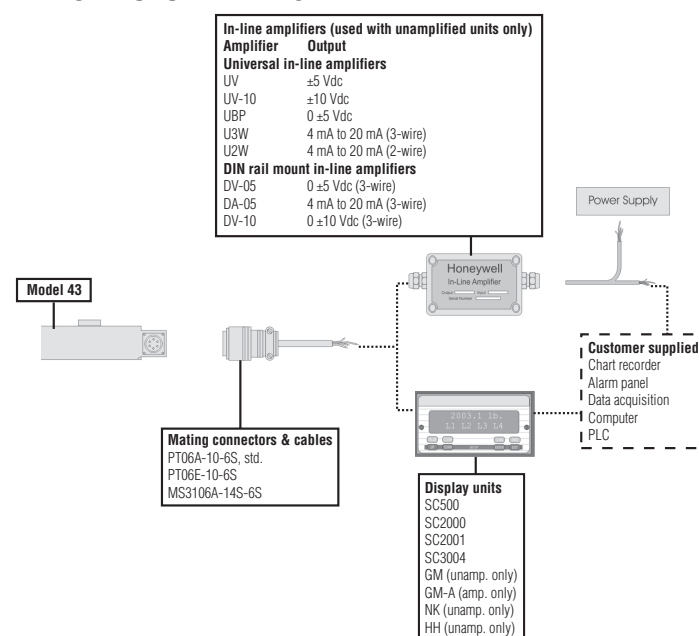 In-line amplifiers (used with unamplified units only)
Amplifier Output
Universal in-line amplifiers
UV ±5 Vdc
UV-10 ±10 Vdc
UBP 0 ±5 Vdc
U3W 4 mA to 20 mA (3-wire)
U2W 4 mA to 20 mA (2-wire)
DIN rail mount in-line amplifiers
DV-05 0 ±5 Vdc (3-wire)
DA-05 4 mA to 20 mA (3-wire)
DV-10 0 ±10 Vdc (3-wire)
Power Supply
Honeywell
In-Line Amplifier
Output Input
Serial Number
Model 43
Customer supplied
Chart recorder
Alarm panel
Data acquisition
Computer
PLC
2003.1 lb.
L1 L2 L3 L4
Mating connectors & cables
PT06A-10-6S, std.
PT06E-10-6S
MS3106A-14S-6S
Display units
SC500
SC2000
SC2001
SC3004
GM (unamp. only)
GM-A (amp. only)
NK (unamp. only)
HH (unamp. only)